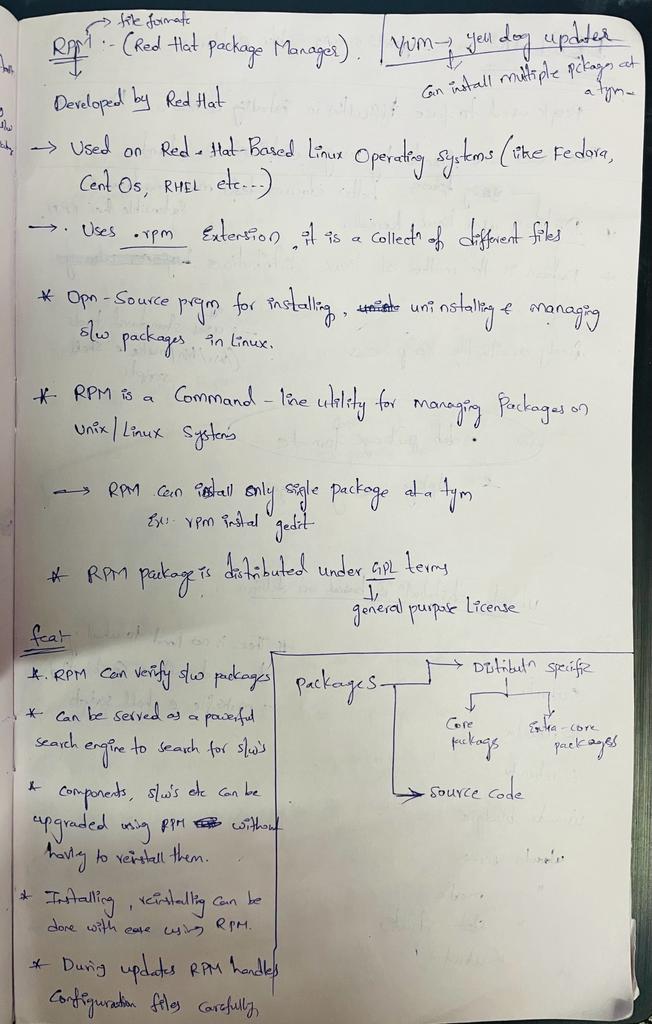 file formate
RPM :- (Red Hat package Manager).
Developed by Red Hat
YUM → yell dog updater
Can install multiple pckages at
a tym
→ Used on Red-Hat-Based Linux Operating Systems (like Fedora,
Cent Os, RHEL etc...)
→ Uses .rpm Extension, it is a collectn of different files
* Opn-Source prgm for installing, uninstalling & managing
s/w packages in Linux.
* RPM is a Command-line utility for managing Packages on
Unix/Linux Systems
→ RPM can install only sigle package at a tym
Ex:- rpm instal gedit
* RPM package is distributed under GPL terms
general purpose License
feat
* RPM Can verify s/w packages
* Can be served as a powerful
search engine to search for s/w's
* Components, s/w's etc can be
upgraded using RPM without
having to reinstall them.
* Installing, reinstallig can be
done with ease using RPM.
* During updates RPM handles
Configuration files carefully
packages
Distributn specific
Core
packags
Extra-core
packages
Source code